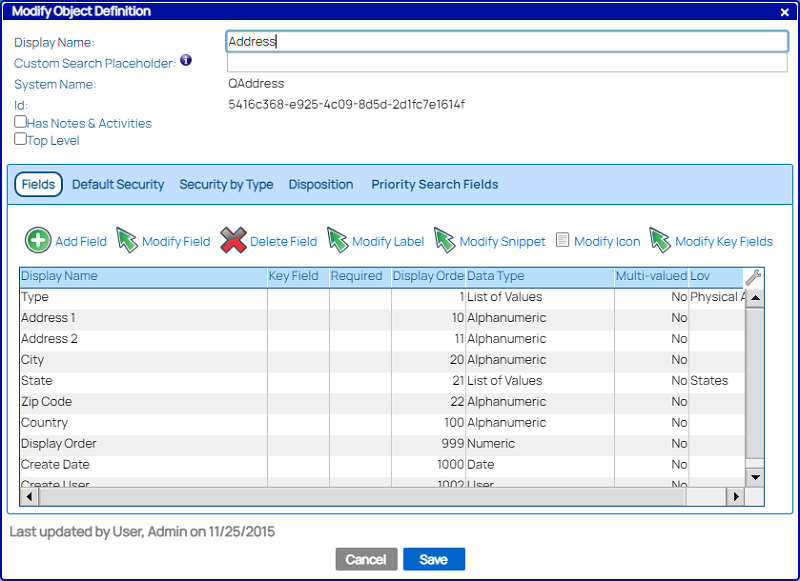 Modify Object Definition
Display Name: Address
Custom Search Placeholder:
System Name: QAddress
Id: 5416c368-e925-4c09-8d5d-2d1fc7e1614f
Has Notes & Activities
Top Level
Fields Default Security Security by Type Disposition Priority Search Fields
Add Field Modify Field Delete Field Modify Label Modify Snippet Modify Icon Modify Key Fields
Display Name Key Field Required Display Orde Data Type Multi-valued Lov
Type 1 List of Values No Physical A
Address 1 10 Alphanumeric No
Address 2 11 Alphanumeric No
City 20 Alphanumeric No
State 21 List of Values No States
Zip Code 22 Alphanumeric No
Country 100 Alphanumeric No
Display Order 999 Numeric No
Create Date 1000 Date No
Create User 1002 User No
Last updated by User, Admin on 11/25/2015
Cancel Save